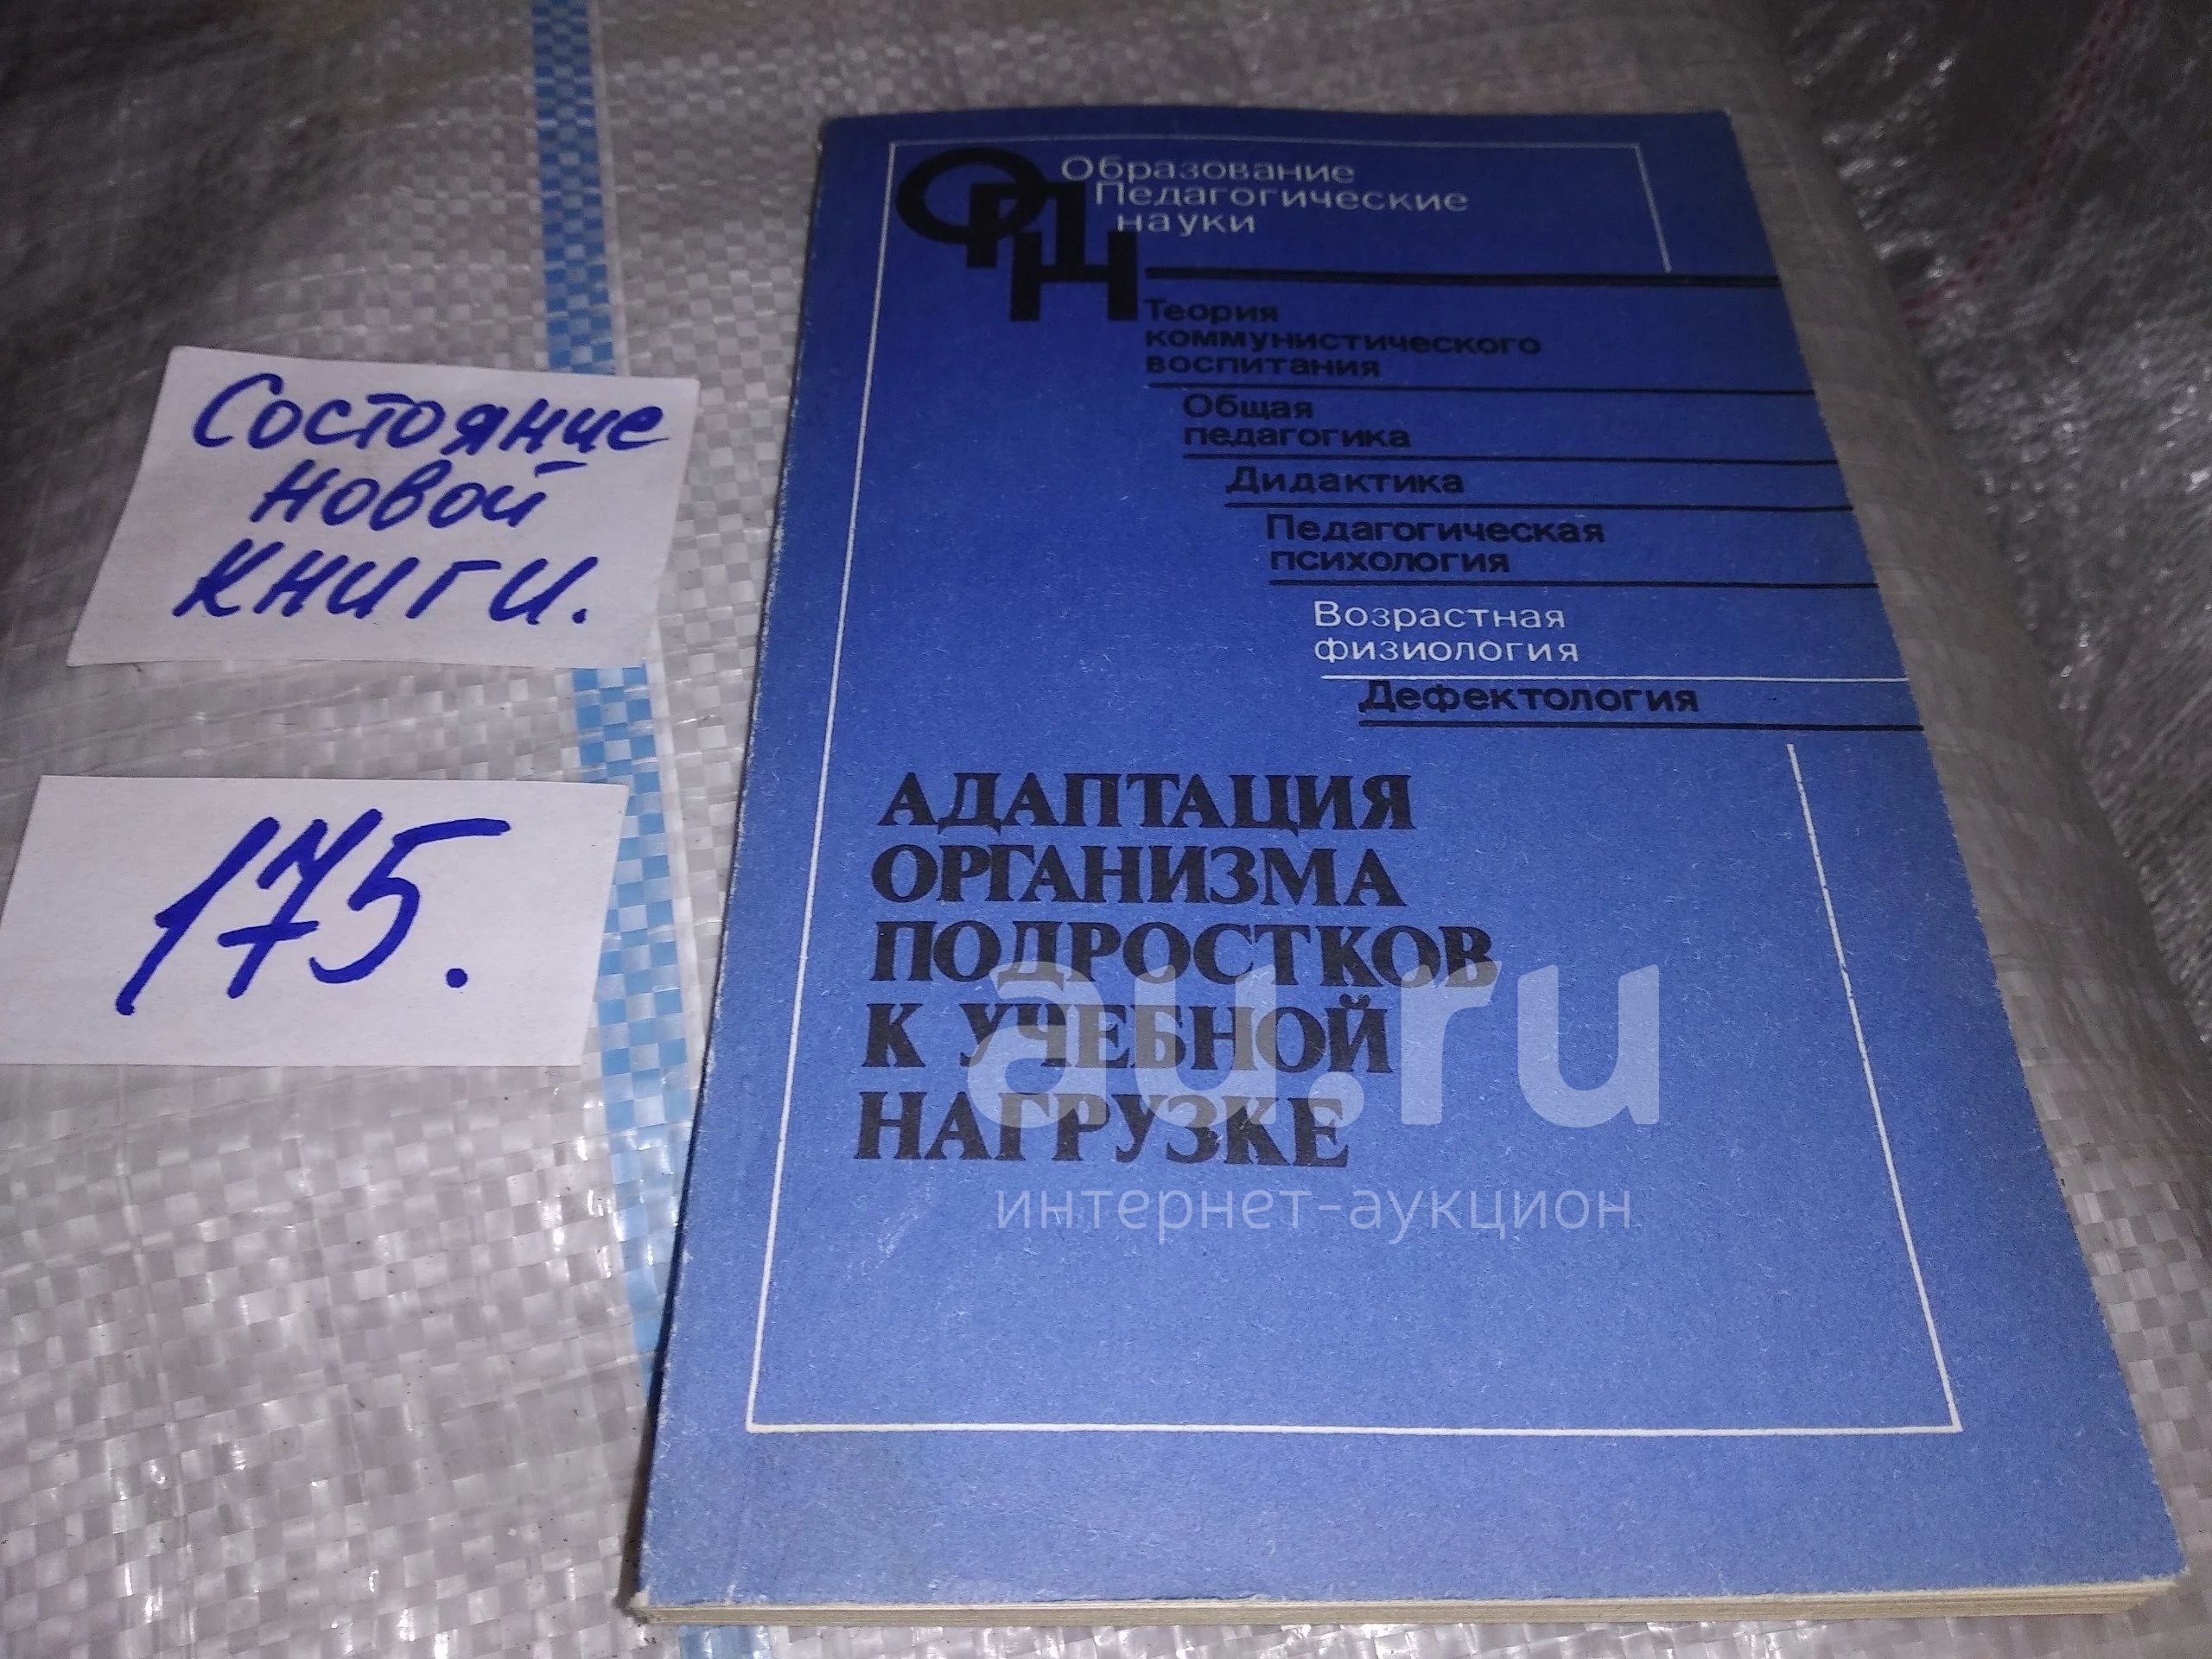 Состояние
новой
книги.
175.
ОПН
Образование
Педагогические
науки
Теория
коммунистического
воспитания
Общая
педагогика
Дидактика
Педагогическая
психология
Возрастная
физиология
Дефектология
АДАПТАЦИЯ
ОРГАНИЗМА
ПОДРОСТКОВ
К УЧЕБНОЙ
НАГРУЗКЕ
au.ru
интернет-аукцион